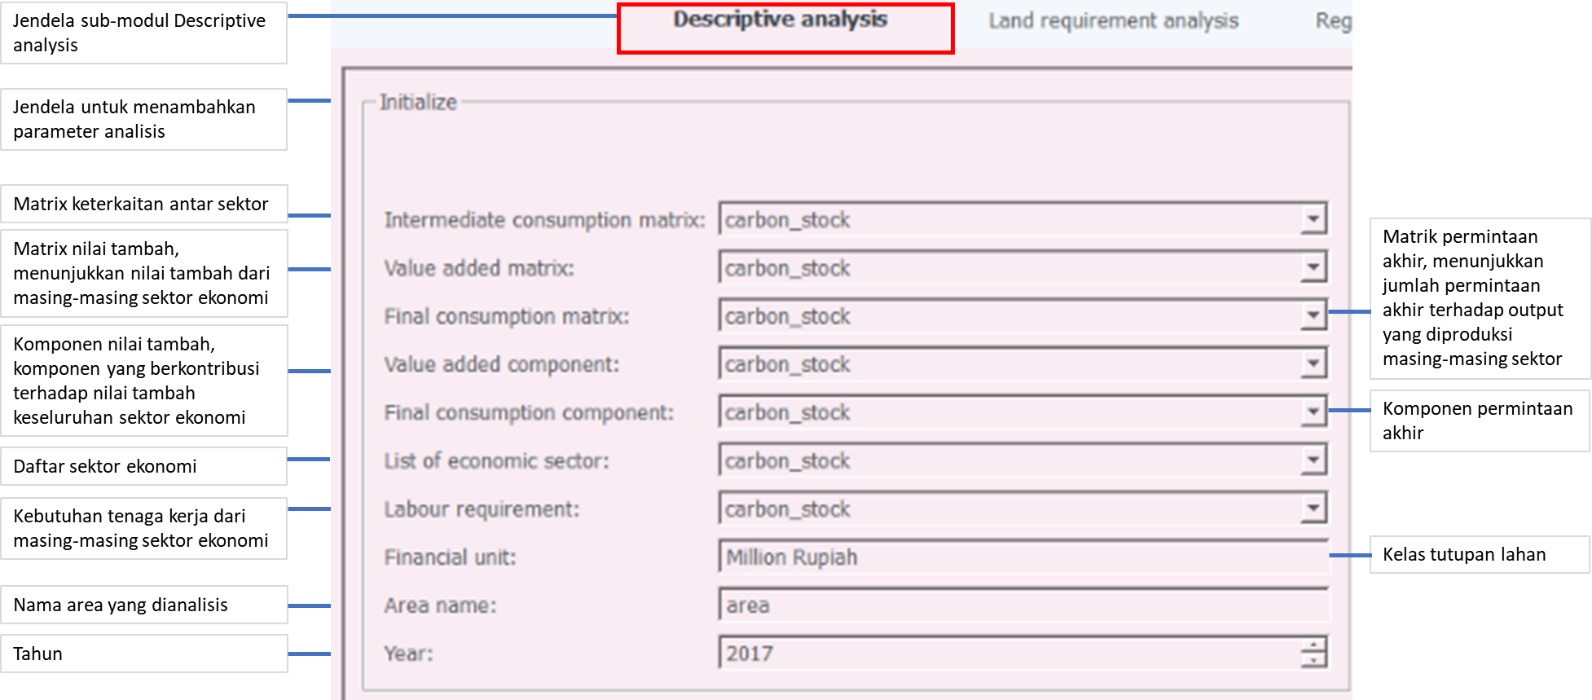 Jendela sub-modul Descriptive
analysis
Jendela untuk menambahkan
parameter analisis
Matrix keterkaitan antar sektor
Matrix nilai tambah,
menunjukkan nilai tambah dari
masing-masing sektor ekonomi
Komponen nilai tambah,
komponen yang berkontribusi
terhadap nilai tambah
keseluruhan sektor ekonomi
Daftar sektor ekonomi
Kebutuhan tenaga kerja dari
masing-masing sektor ekonomi
Nama area yang dianalisis
Tahun
Descriptive analysis
Land requirement analysis
Reg
Initialize
Intermediate consumption matrix: carbon_stock
Value added matrix: carbon_stock
Final consumption matrix: carbon_stock
Value added component: carbon_stock
Final consumption component: carbon_stock
List of economic sector: carbon_stock
Labour requirement: carbon_stock
Financial unit: Million Rupiah
Area name: area
Year: 2017
Matrik permintaan
akhir, menunjukkan
jumlah permintaan
akhir terhadap output
yang diproduksi
masing-masing sektor
Komponen permintaan
akhir
Kelas tutupan lahan